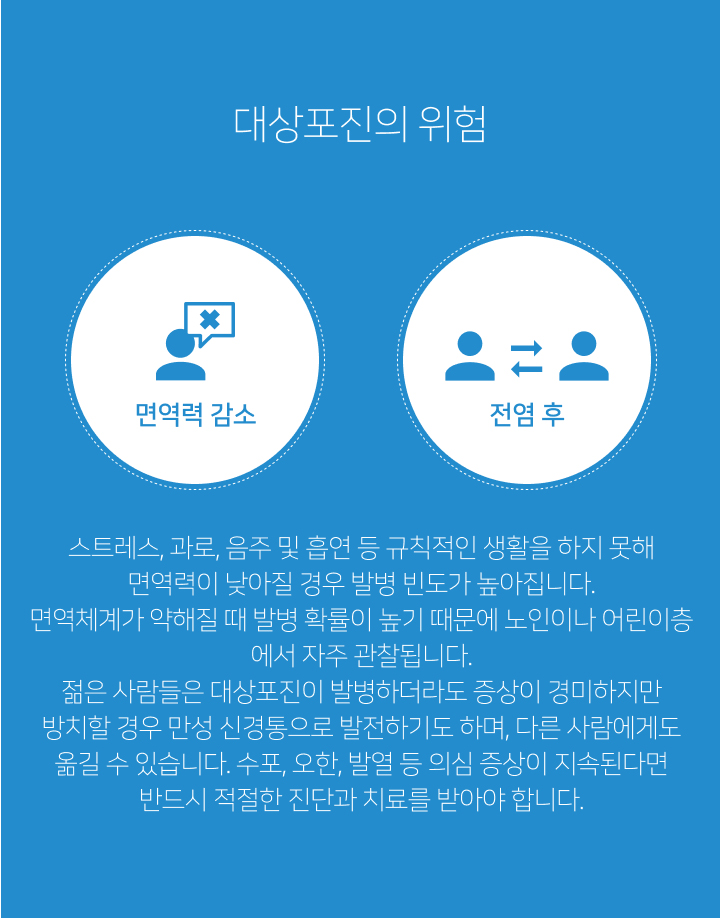 대상포진의 위험
면역력 감소
전염 후
스트레스, 과로, 음주 및 흡연 등 규칙적인 생활을 하지 못해
면역력이 낮아질 경우 발병 빈도가 높아집니다.
면역체계가 약해질 때 발병 확률이 높기 때문에 노인이나 어린이층
에서 자주 관찰됩니다.
젊은 사람들은 대상포진이 발병하더라도 증상이 경미하지만
방치할 경우 만성 신경통으로 발전하기도 하며, 다른 사람에게도
옮길 수 있습니다. 수포, 오한, 발열 등 의심 증상이 지속된다면
반드시 적절한 진단과 치료를 받아야 합니다.